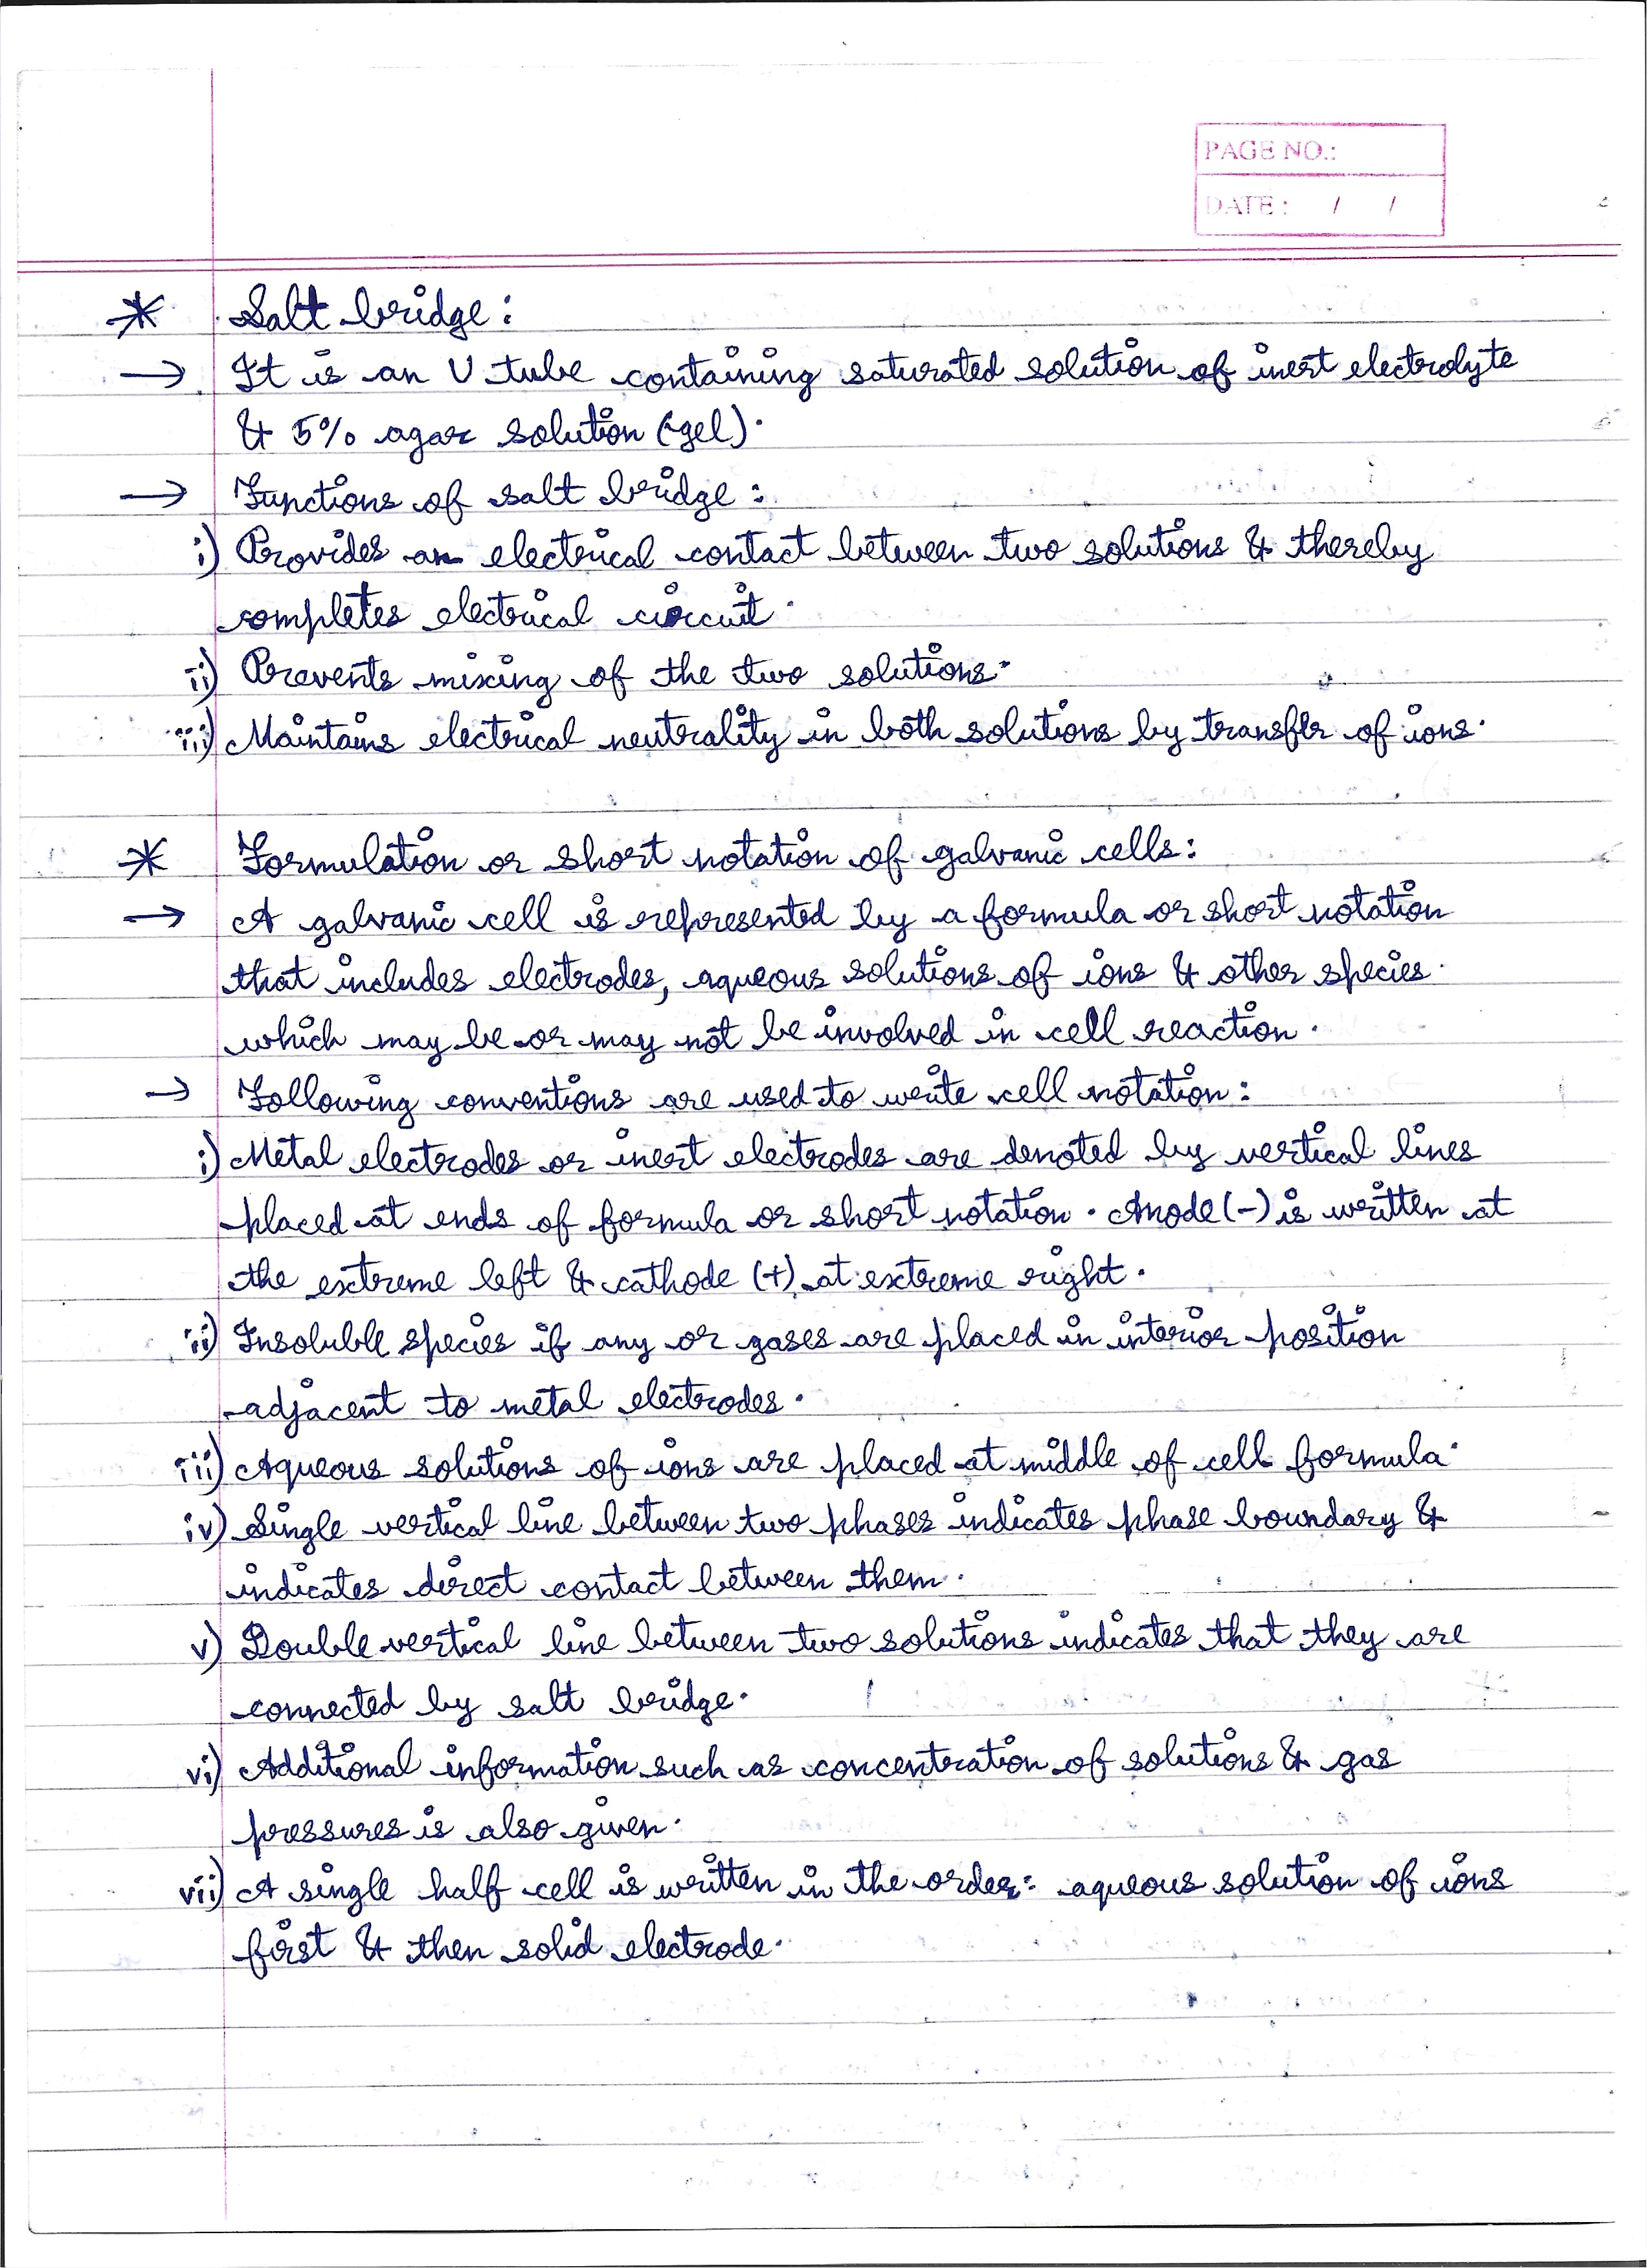 PAGE NO.:
DATE: / /
* Salt bridge:
→ It is an U tube containing saturated solution of inert electrolyte
& 5% agar solution (gel).
→ Functions of salt bridge:
i) Provides an electrical contact between two solutions & thereby
completes electrical circuit.
ii) Prevents mixing of the two solutions.
iii) Maintains electrical neutrality in both solutions by transfer of ions.
* Formulation or short notation of galvanic cells:
→ A galvanic cell is represented by a formula or short notation
that includes electrodes, aqueous solutions of ions & other species
which may be or may not be involved in cell reaction.
→ Following conventions are used to write cell notation:
i) Metal electrodes or inert electrodes are denoted by vertical lines
placed at ends of formula or short notation. Anode (-) is written at
the extreme left & cathode (+) at extreme right.
ii) Insoluble species if any or gases are placed in interior position
adjacent to metal electrodes.
iii) Aqueous solutions of ions are placed at middle of cell formula.
iv) Single vertical line between two phases indicates phase boundary &
indicates direct contact between them.
v) Double vertical line between two solutions indicates that they are
connected by salt bridge.
vi) Additional information such as concentration of solutions & gas
pressures is also given.
vii) A single half cell is written in the order: aqueous solution of ions
first & then solid electrode.